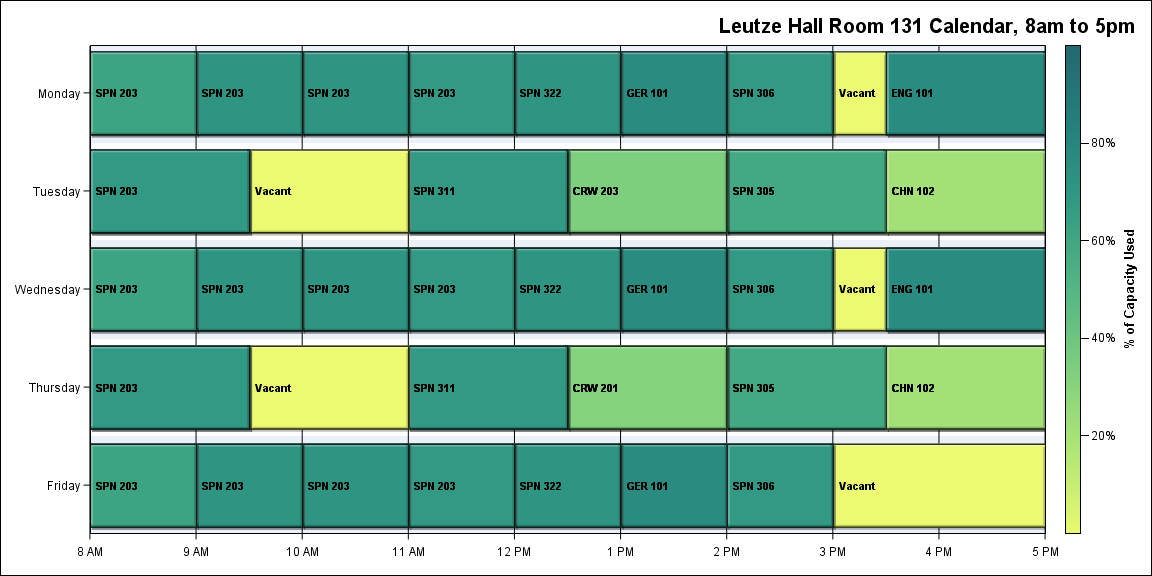 Leutze Hall Room 131 Calendar, 8am to 5pm
Monday
SPN 203
SPN 203
SPN 203
SPN 203
SPN 322
GER 101
SPN 306
Vacant
ENG 101
Tuesday
SPN 203
Vacant
SPN 311
CRW 203
SPN 305
CHN 102
Wednesday
SPN 203
SPN 203
SPN 203
SPN 203
SPN 322
GER 101
SPN 306
Vacant
ENG 101
Thursday
SPN 203
Vacant
SPN 311
CRW 201
SPN 305
CHN 102
Friday
SPN 203
SPN 203
SPN 203
SPN 203
SPN 322
GER 101
SPN 306
Vacant
8 AM
9 AM
10 AM
11 AM
12 PM
1 PM
2 PM
3 PM
4 PM
5 PM
80%
60%
40%
20%
% of Capacity Used